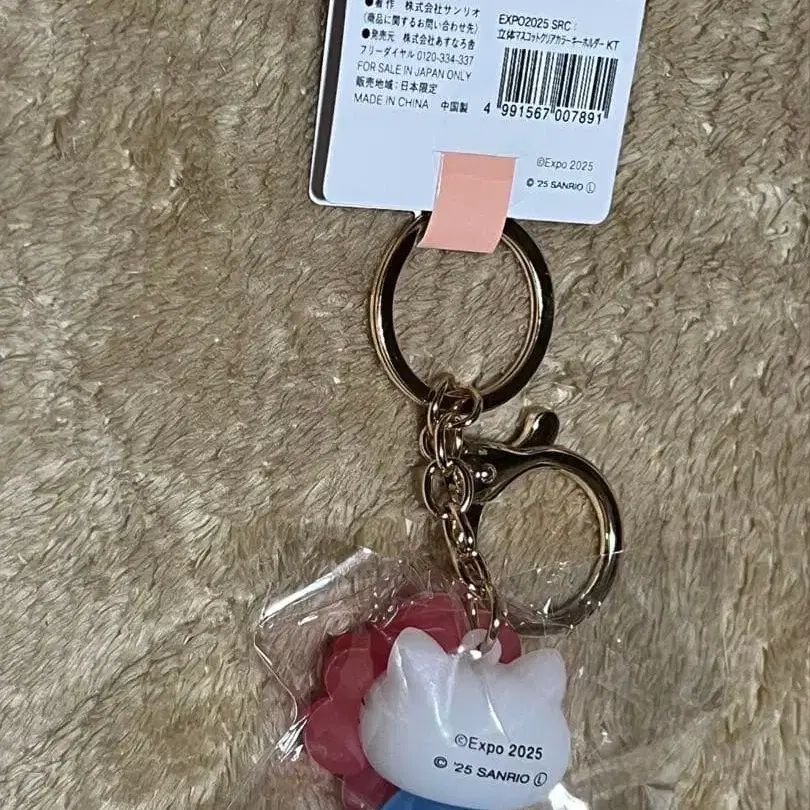 ●著作 株式会社サンリオ
(商品に関するお問い合わせ先)
●発売元 株式会社あすなろ舎
フリーダイヤル 0120-334-337
FOR SALE IN JAPAN ONLY
販売地域：日本限定
MADE IN CHINA 中国製
EXPO2025 SRC：
立体マスコットクリアカラーキーホルダー KT
4 991567 007891
©Expo 2025
© '25 SANRIO Ⓛ
©Expo 2025
© '25 SANRIO Ⓛ